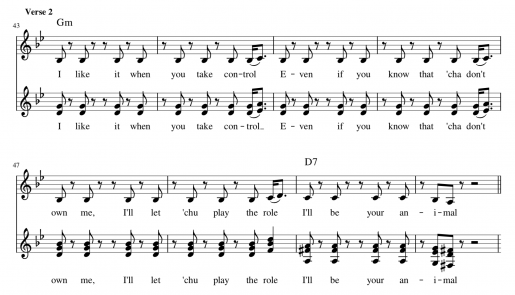 Verse 2
43 Gm
I like it when you take con-trol E - ven if you know that 'cha don't
I like it when you take con-trol_ E - ven if you know that 'cha don't
47 D7
own me, I'll let 'chu play the role I'll be your an - i-mal
own me, I'll let 'chu play the role I'll be your an - i-mal